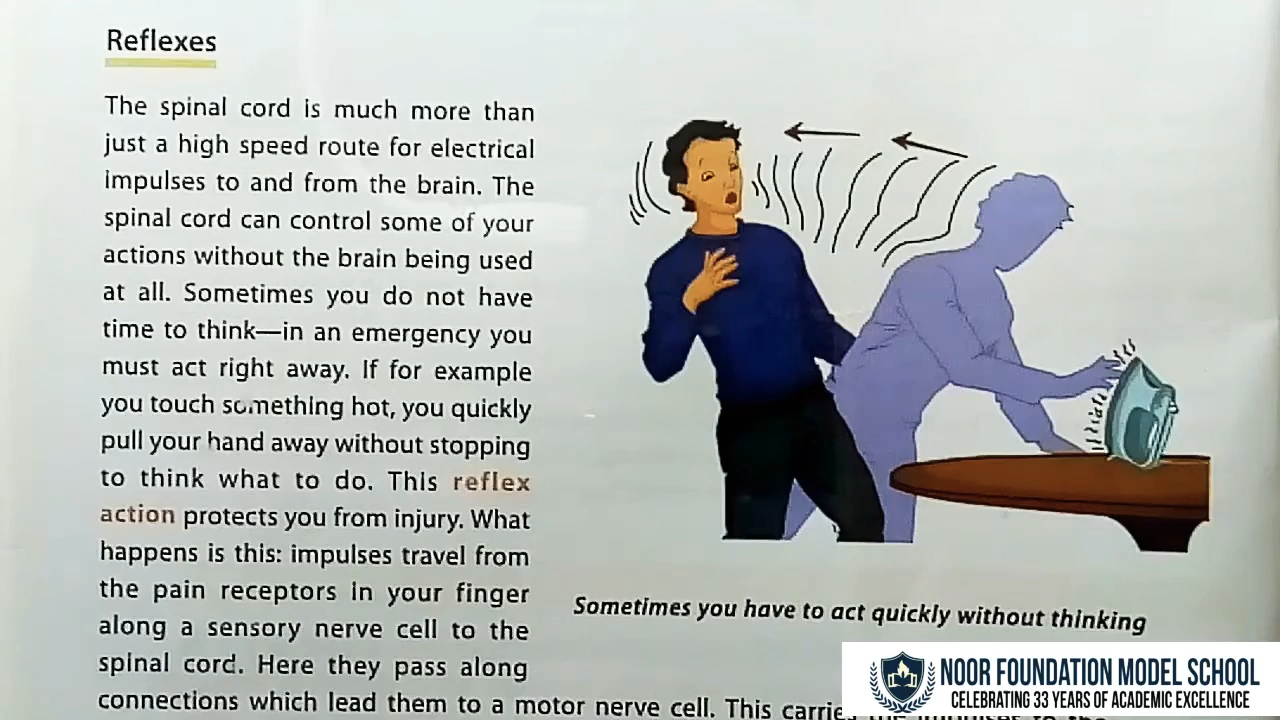 Reflexes
The spinal cord is much more than
just a high speed route for electrical
impulses to and from the brain. The
spinal cord can control some of your
actions without the brain being used
at all. Sometimes you do not have
time to think—in an emergency you
must act right away. If for example
you touch something hot, you quickly
pull your hand away without stopping
to think what to do. This reflex
action protects you from injury. What
happens is this: impulses travel from
the pain receptors in your finger
along a sensory nerve cell to the
spinal cord. Here they pass along
connections which lead them to a motor nerve cell. This carries the impulses to the
Sometimes you have to act quickly without thinking
NOOR FOUNDATION MODEL SCHOOL
CELEBRATING 33 YEARS OF ACADEMIC EXCELLENCE